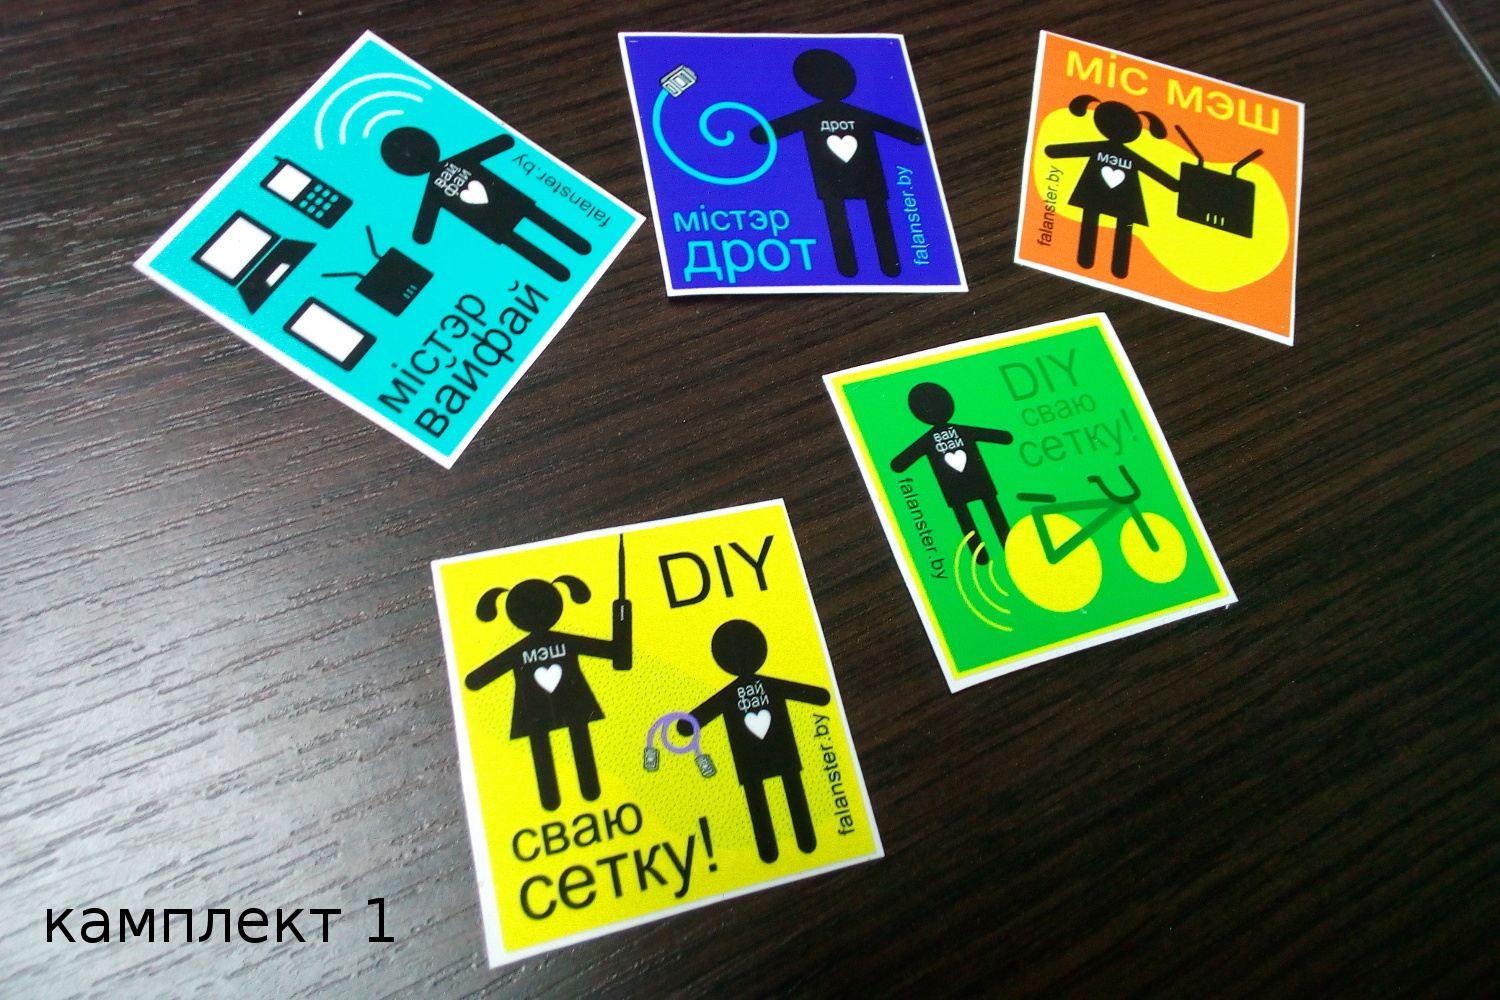 вай
фай
falanster.by
містэр
вайфай
дрот
містэр
дрот
falanster.by
міс мэш
мэш
falanster.by
DIY
сваю
сетку!
вай
фай
falanster.by
DIY
мэш
вай
фай
falanster.by
сваю
сетку!
камплект 1